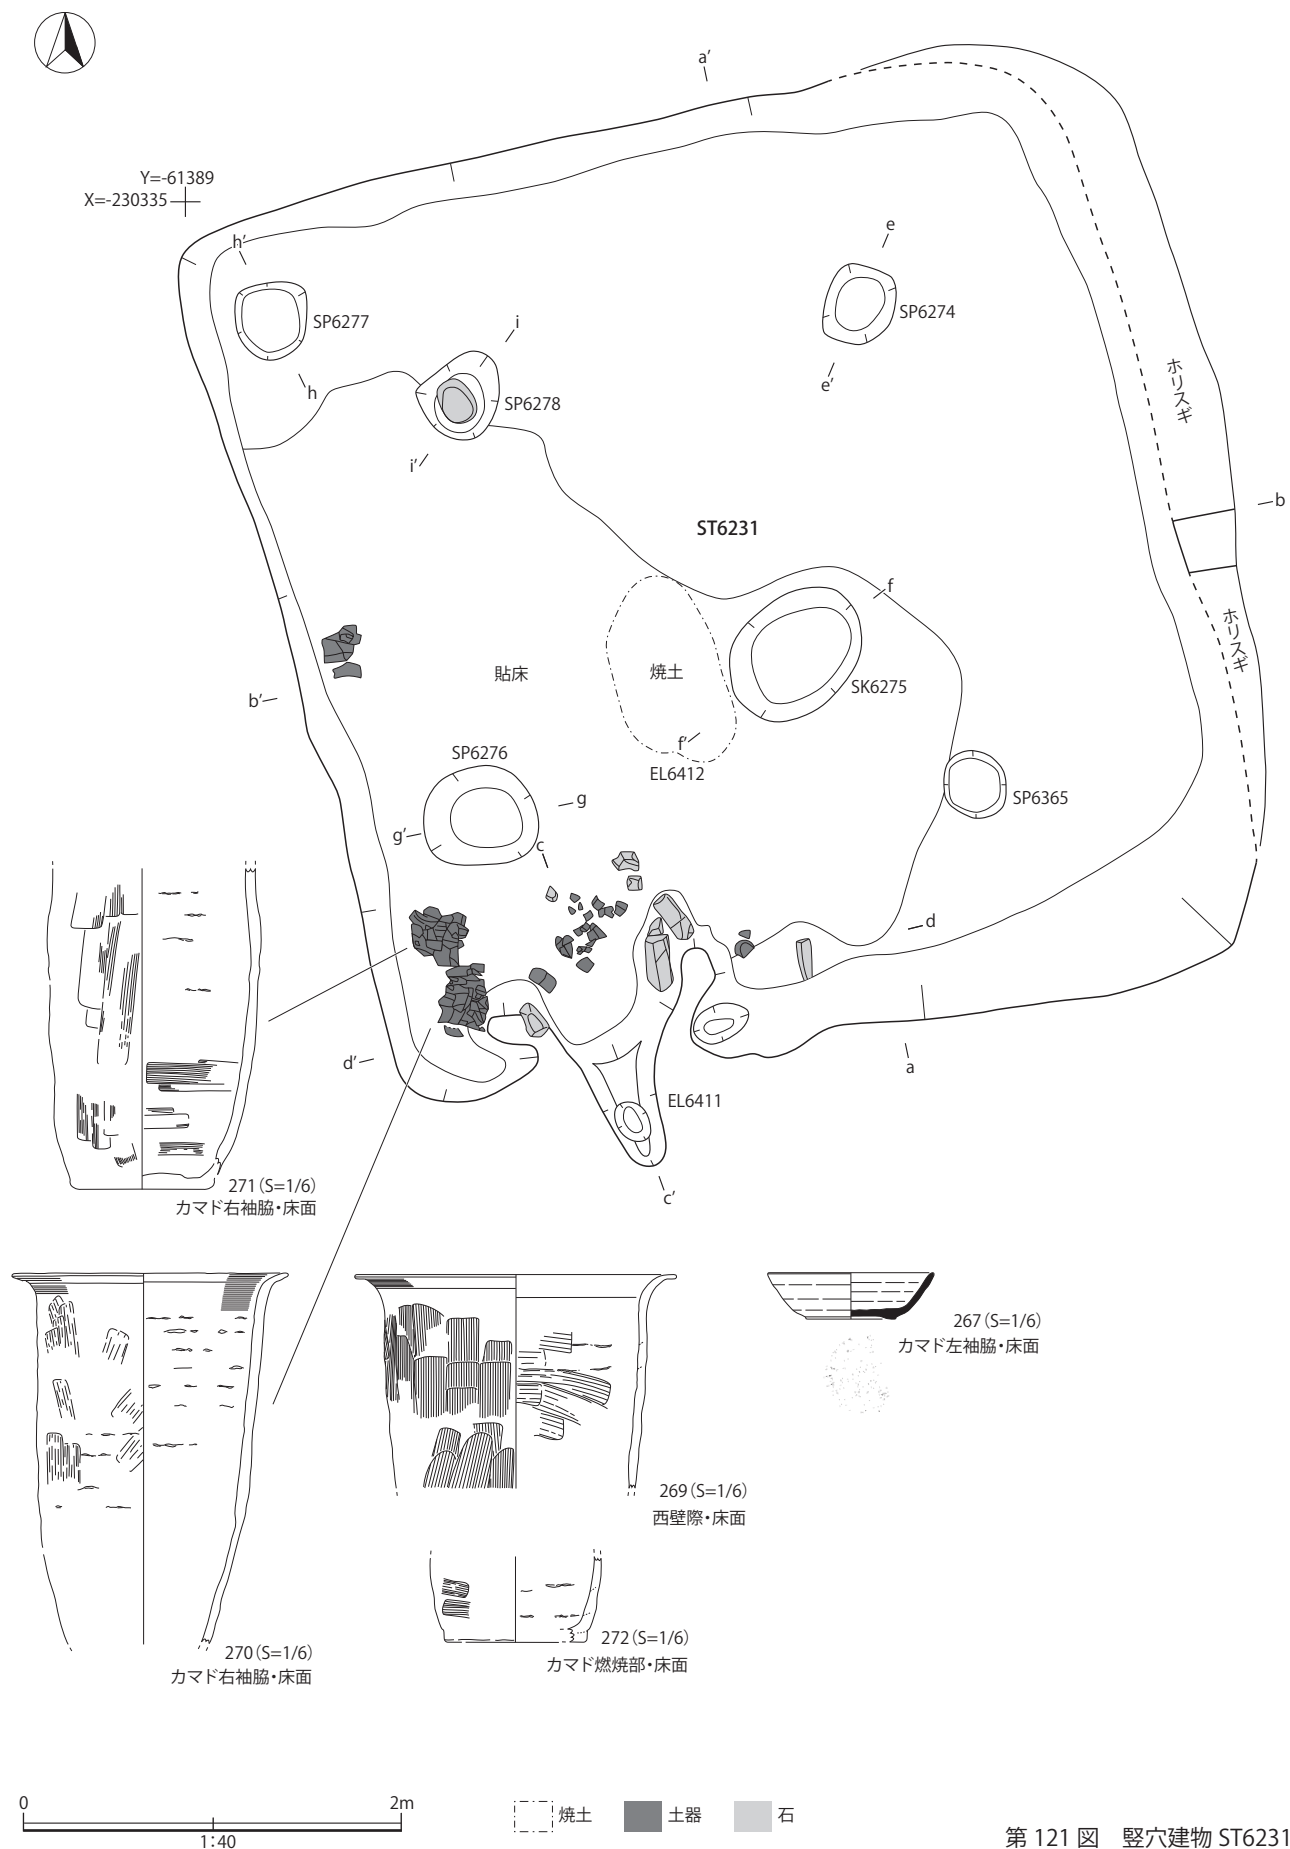 a'
Y=-61389
X=-230335
h'
e
SP6277
i
SP6274
h
e'
SP6278
i'
ホリスギ
b
ST6231
f
ホリスギ
貼床
焼土
SK6275
b'
f'
SP6276
EL6412
g
SP6365
g'
c
d
d'
a
EL6411
271(S=1/6)
カマド右袖脇・床面
c'
267(S=1/6)
カマド左袖脇・床面
269(S=1/6)
西壁際・床面
270(S=1/6)
カマド右袖脇・床面
272(S=1/6)
カマド燃焼部・床面
0
2m
1:40
焼土
土器
石
第 121 図　竪穴建物 ST6231